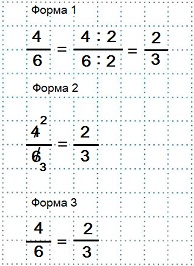 Форма 1
4/6 = 4 : 2/6 : 2 = 2/3
Форма 2
4 2/6 3 = 2/3
Форма 3
4/6 = 2/3